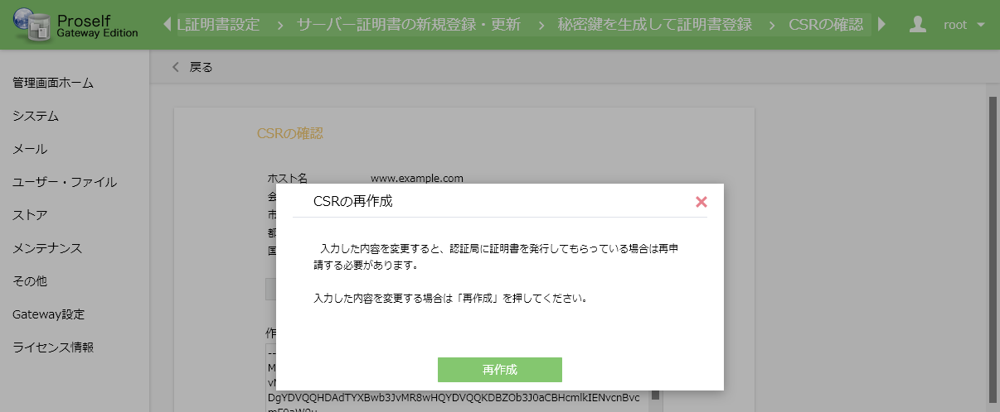 Proself
Gateway Edition
L証明書設定 > サーバー証明書の新規登録・更新 > 秘密鍵を生成して証明書登録 > CSRの確認
root
戻る
管理画面ホーム
システム
メール
ユーザー・ファイル
ストア
メンテナンス
その他
Gateway設定
ライセンス情報
CSRの確認
ホスト名 www.example.com
会
市
都
国
CSRの再作成
入力した内容を変更すると、認証局に証明書を発行してもらっている場合は再申
請する必要があります。
入力した内容を変更する場合は「再作成」を押してください。
再作成
作
DgYDVQQHDAdTYXBwb3JvMR8wHQYDVQQKDBZOb3J0aCBHcmlkIENvcnBvc